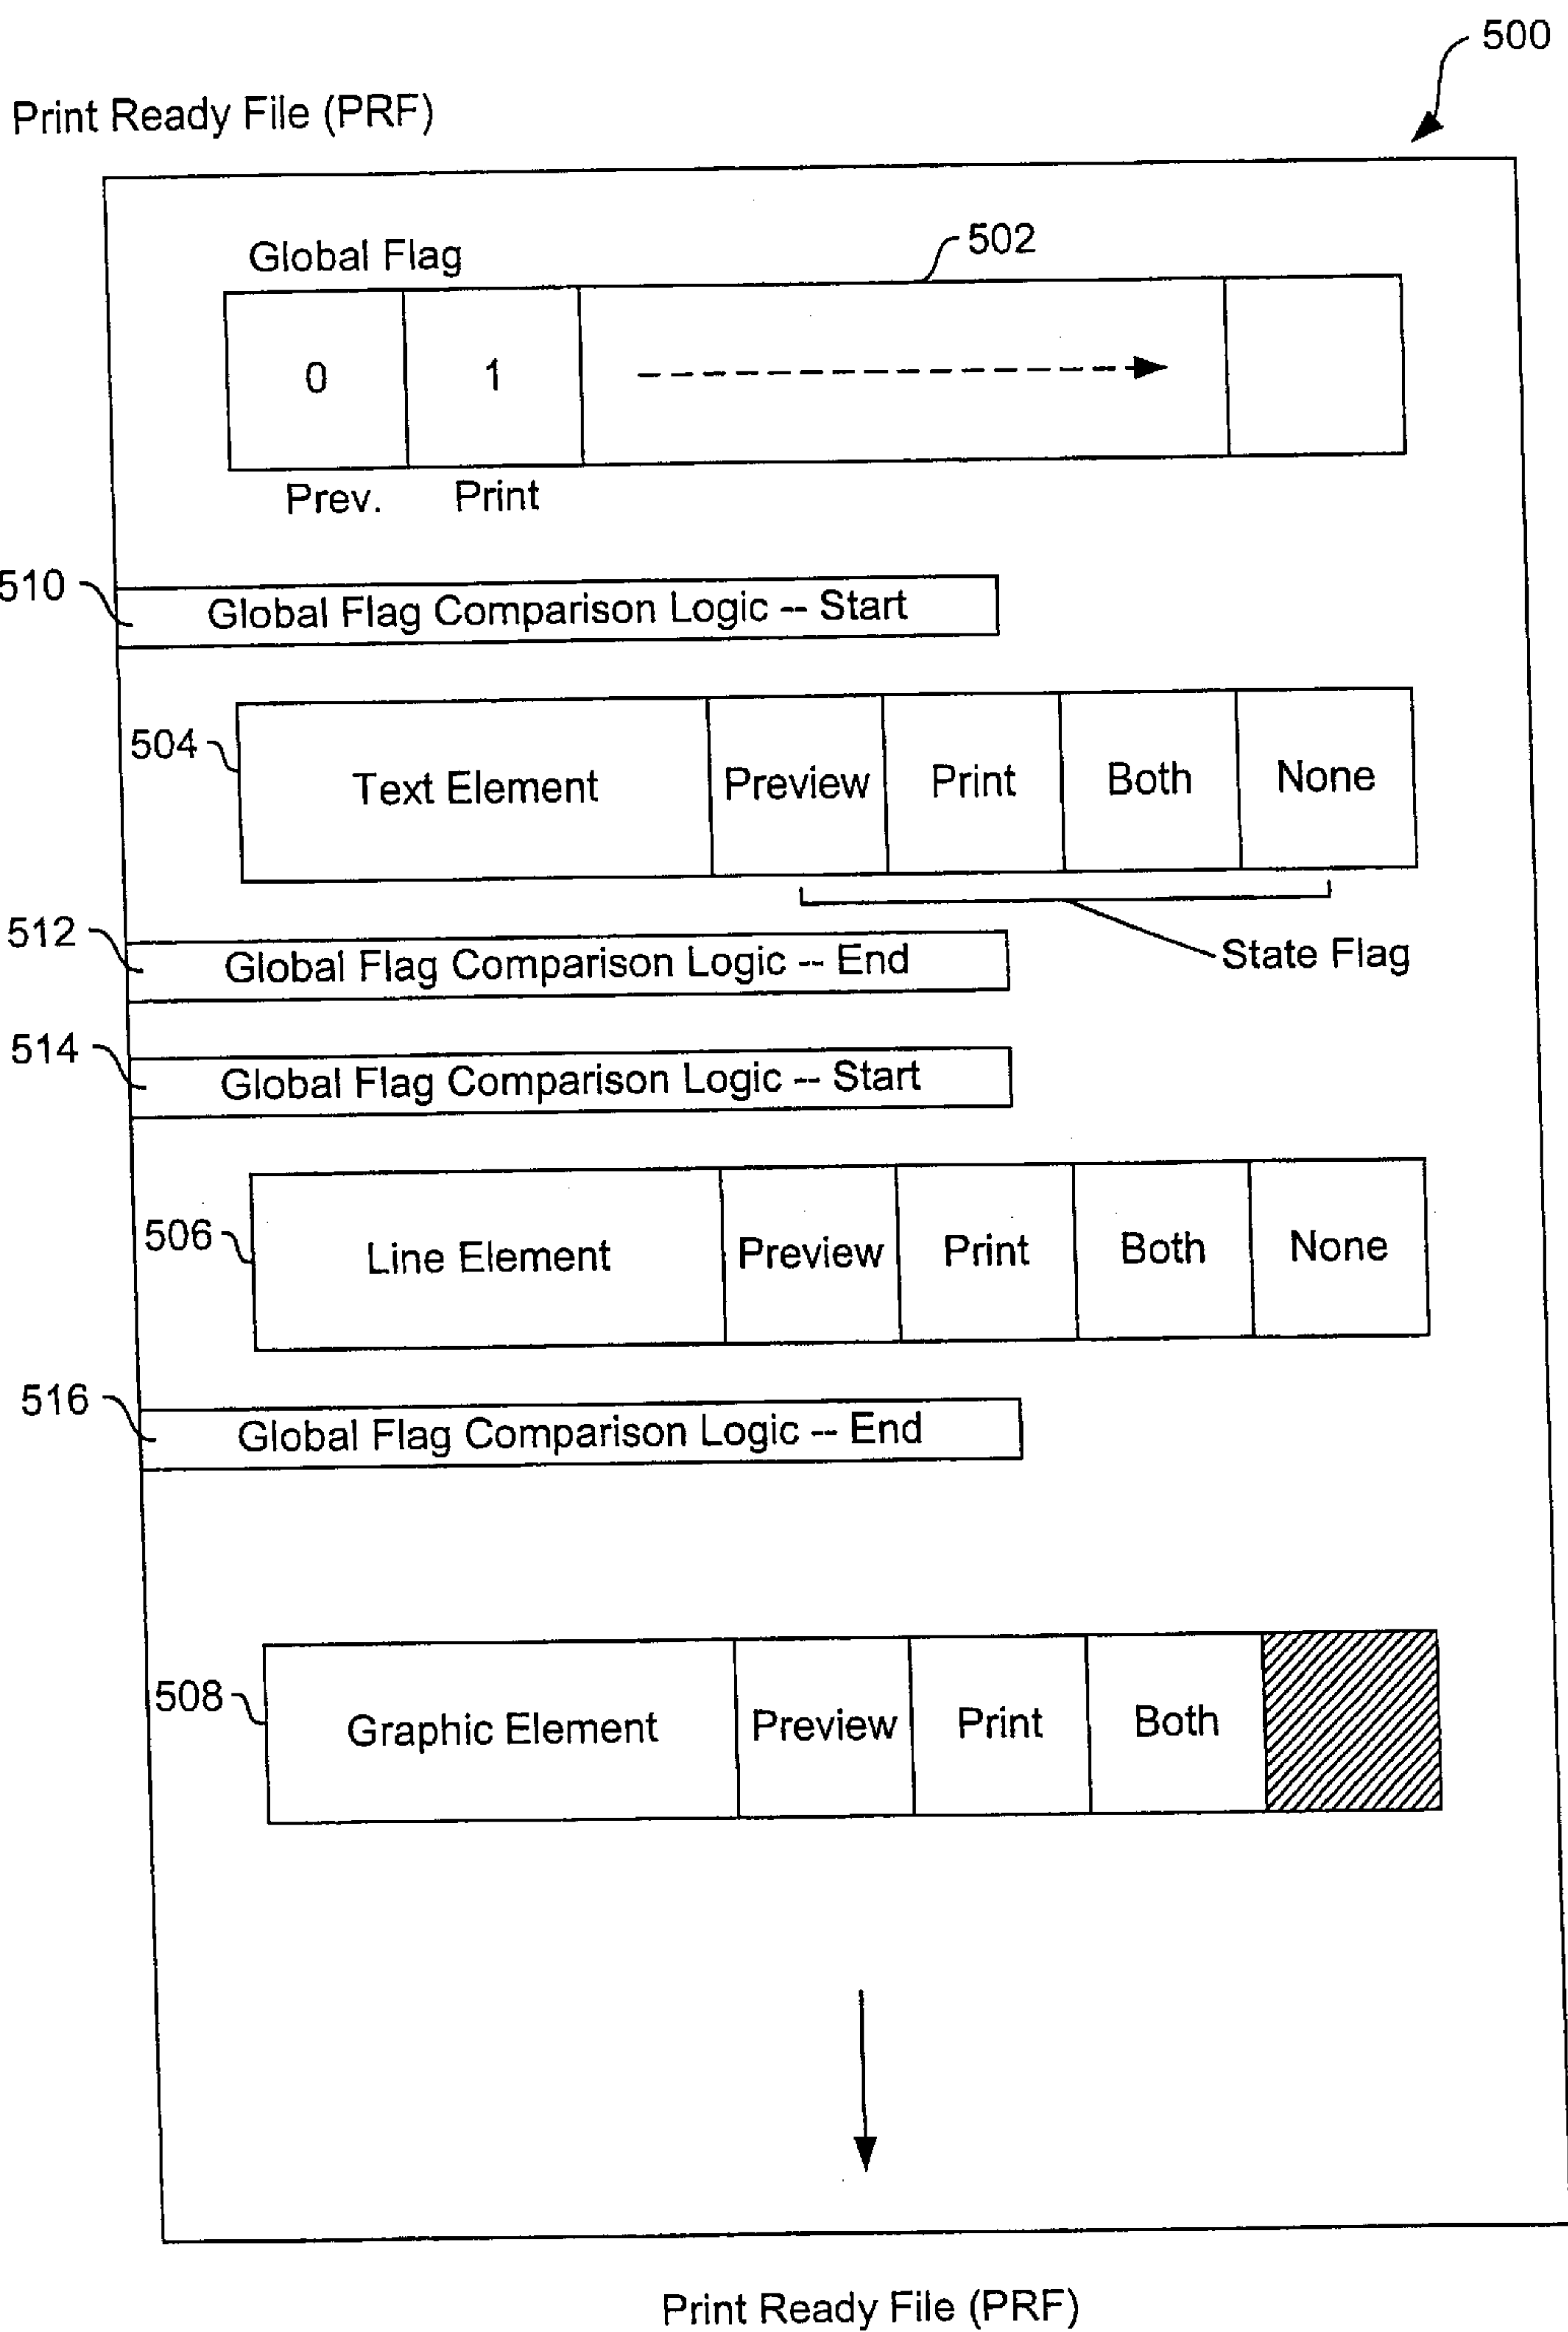 500
Print Ready File (PRF)
Global Flag
502
0 1
Prev. Print
510
Global Flag Comparison Logic -- Start
504
Text Element Preview Print Both None
512
Global Flag Comparison Logic -- End
State Flag
514
Global Flag Comparison Logic -- Start
506
Line Element Preview Print Both None
516
Global Flag Comparison Logic -- End
508
Graphic Element Preview Print Both
Print Ready File (PRF)